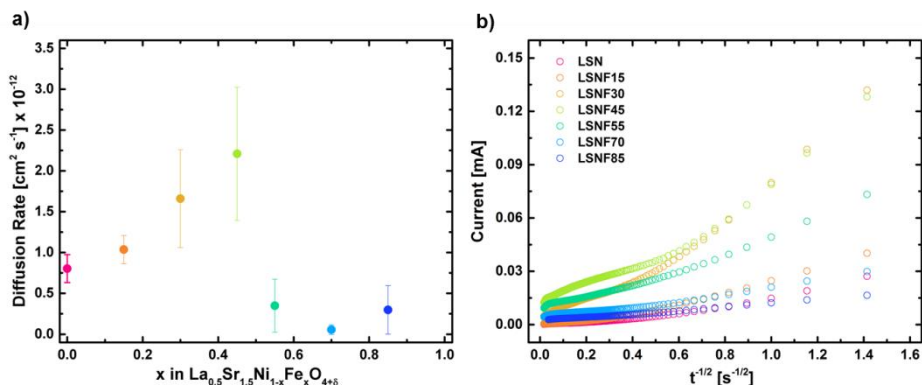 a)
Diffusion Rate [cm² s⁻¹] x 10⁻¹²
3.5
3.0
2.5
2.0
1.5
1.0
0.5
0.0
0.0 0.2 0.4 0.6 0.8 1.0
x in La₀.₅Sr₁.₅Ni₁₋ₓFeₓO₄₊δ
b)
Current [mA]
0.15
0.12
0.09
0.06
0.03
0.00
LSN
LSNF15
LSNF30
LSNF45
LSNF55
LSNF70
LSNF85
0.0 0.2 0.4 0.6 0.8 1.0 1.2 1.4 1.6
t⁻¹/² [s⁻¹/²]